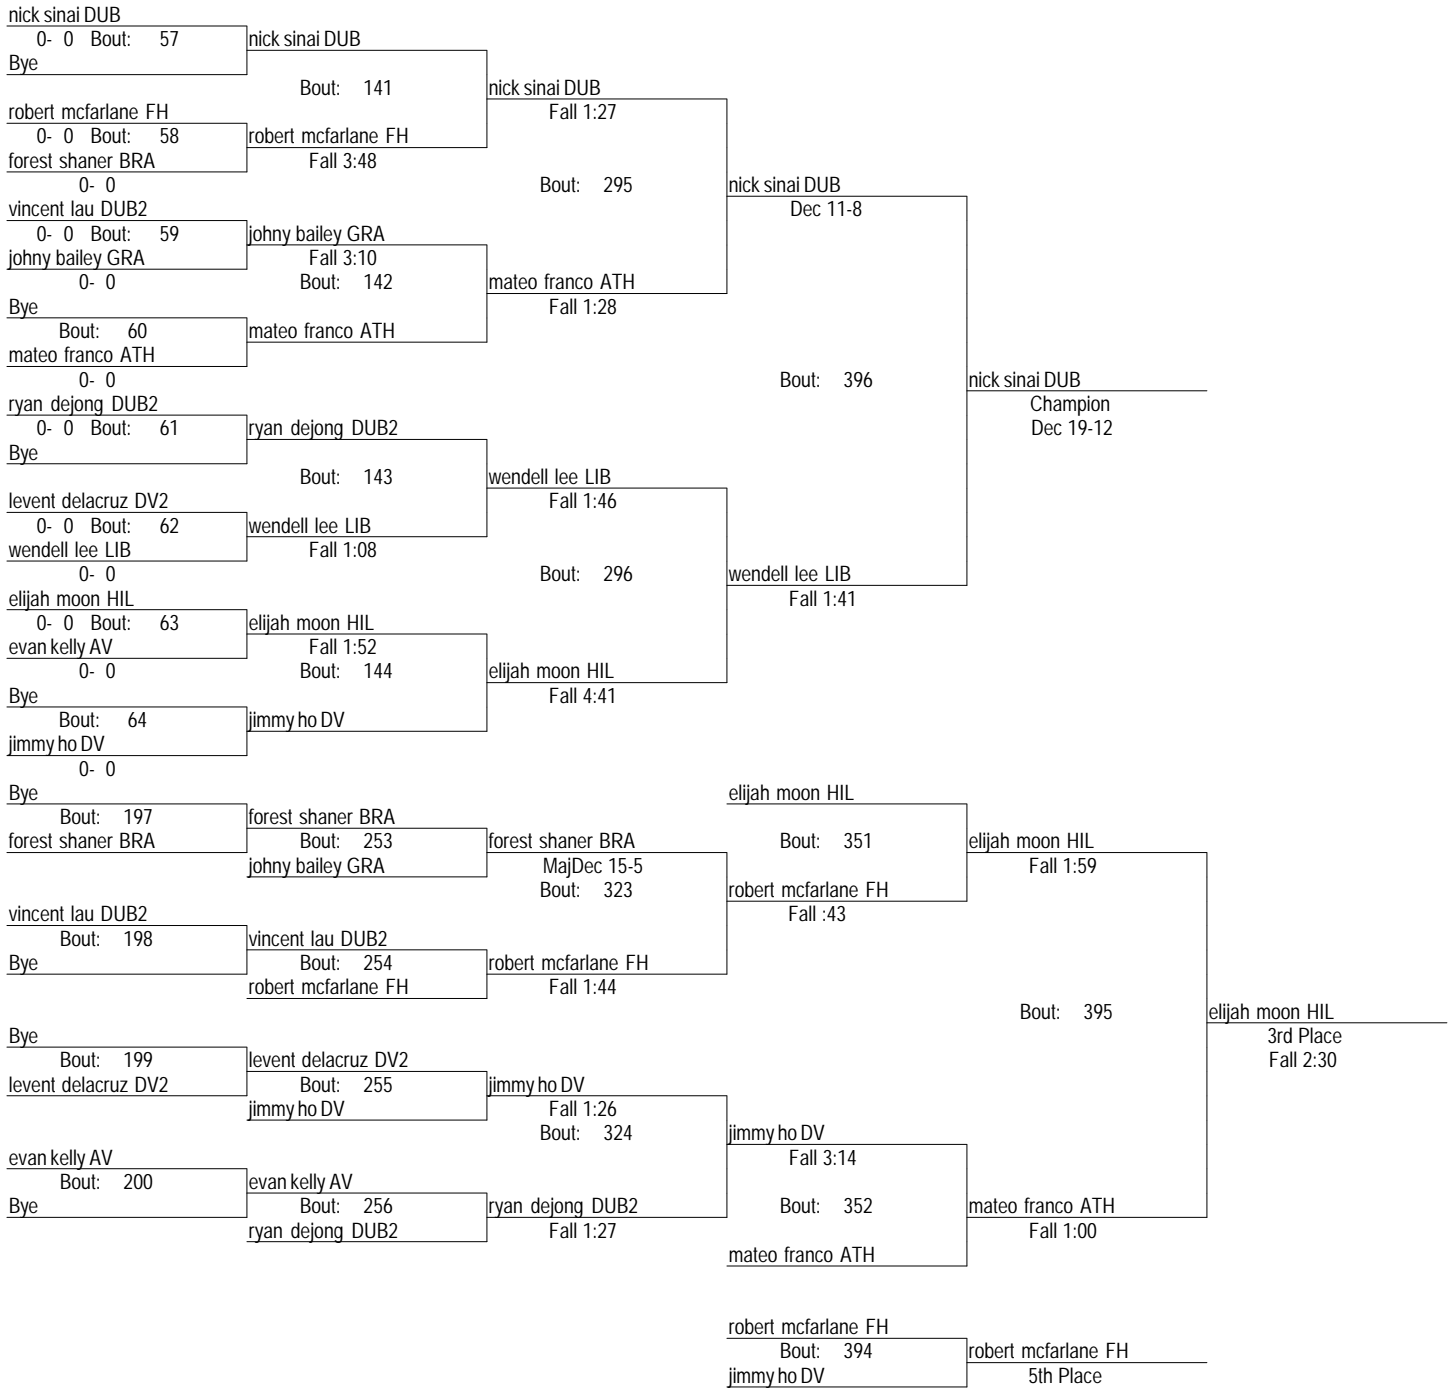 nick sinai DUB
0- 0 Bout: 57
nick sinai DUB
Bye
Bout: 141
nick sinai DUB
robert mcfarlane FH
Fall 1:27
0- 0 Bout: 58
robert mcfarlane FH
forest shaner BRA
Fall 3:48
0- 0
Bout: 295
nick sinai DUB
vincent lau DUB2
Dec 11-8
0- 0 Bout: 59
johny bailey GRA
johny bailey GRA
Fall 3:10
0- 0
Bout: 142
mateo franco ATH
Bye
Fall 1:28
Bout: 60
mateo franco ATH
mateo franco ATH
0- 0
Bout: 396
nick sinai DUB
ryan dejong DUB2
Champion
0- 0 Bout: 61
ryan dejong DUB2
Dec 19-12
Bye
Bout: 143
wendell lee LIB
levent delacruz DV2
Fall 1:46
0- 0 Bout: 62
wendell lee LIB
wendell lee LIB
Fall 1:08
0- 0
Bout: 296
wendell lee LIB
elijah moon HIL
Fall 1:41
0- 0 Bout: 63
elijah moon HIL
evan kelly AV
Fall 1:52
0- 0
Bout: 144
elijah moon HIL
Bye
Fall 4:41
Bout: 64
jimmy ho DV
jimmy ho DV
0- 0
Bye
elijah moon HIL
Bout: 197
forest shaner BRA
forest shaner BRA
Bout: 253
forest shaner BRA
Bout: 351
elijah moon HIL
johny bailey GRA
MajDec 15-5
Fall 1:59
Bout: 323
robert mcfarlane FH
vincent lau DUB2
Fall :43
Bout: 198
vincent lau DUB2
Bye
Bout: 254
robert mcfarlane FH
robert mcfarlane FH
Fall 1:44
Bout: 395
elijah moon HIL
Bye
3rd Place
Bout: 199
levent delacruz DV2
Fall 2:30
levent delacruz DV2
Bout: 255
jimmy ho DV
jimmy ho DV
Fall 1:26
Bout: 324
jimmy ho DV
evan kelly AV
Fall 3:14
Bout: 200
evan kelly AV
Bye
Bout: 256
ryan dejong DUB2
Bout: 352
mateo franco ATH
ryan dejong DUB2
Fall 1:27
Fall 1:00
mateo franco ATH
robert mcfarlane FH
Bout: 394
robert mcfarlane FH
jimmy ho DV
5th Place